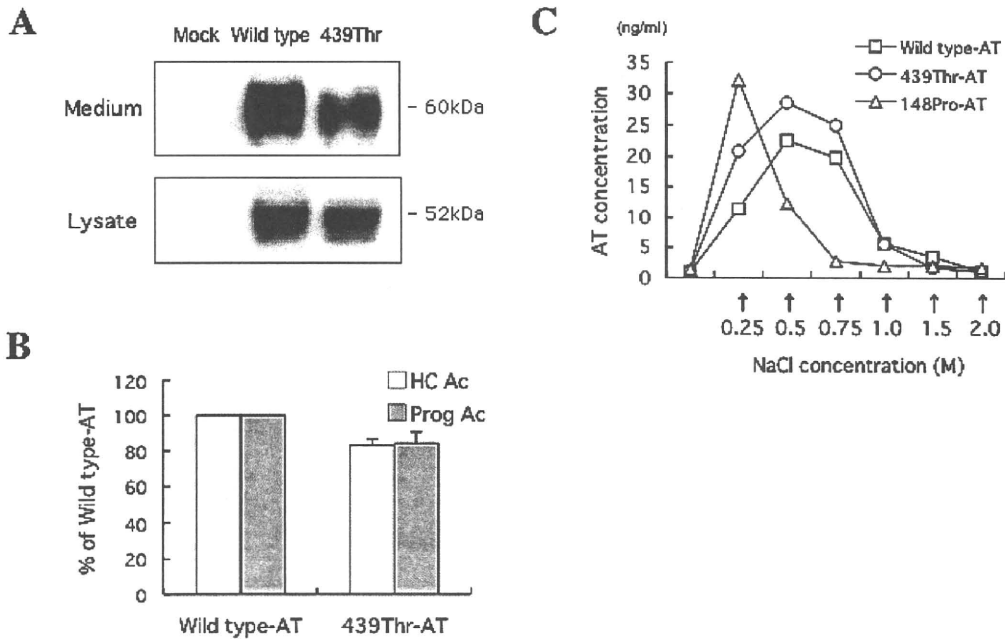 A
Mock Wild type 439Thr
Medium
- 60kDa
Lysate
- 52kDa
B
% of Wild type-AT
120
100
80
60
40
20
0
HC Ac
Prog Ac
Wild type-AT 439Thr-AT
C
(ng/ml)
AT concentration
35
30
25
20
15
10
5
0
Wild type-AT
439Thr-AT
148Pro-AT
0.25 0.5 0.75 1.0 1.5 2.0
NaCl concentration (M)